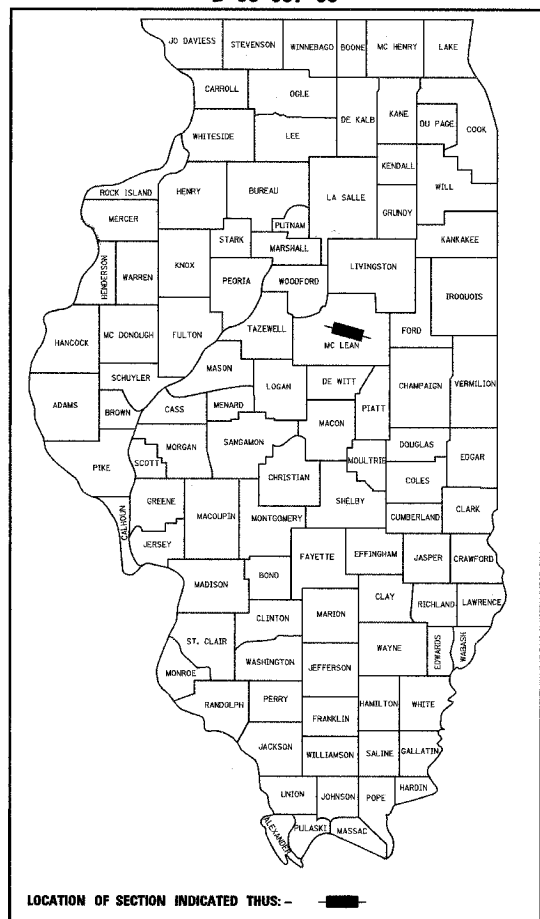 JO DAVIESS
STEVENSON
WINNEBAGO
BOONE
MC HENRY
LAKE
CARROLL
OGLE
DE KALB
KANE
DU PAGE
COOK
WHITESIDE
LEE
KENDALL
WILL
ROCK ISLAND
HENRY
BUREAU
LA SALLE
GRUNDY
MERCER
PUTNAM
KANKAKEE
STARK
MARSHALL
HENDERSON
WARREN
KNOX
PEORIA
WOODFORD
LIVINGSTON
IROQUOIS
HANCOCK
MC DONOUGH
FULTON
TAZEWELL
MC LEAN
FORD
MASON
SCHUYLER
LOGAN
DE WITT
CHAMPAIGN
VERMILION
ADAMS
BROWN
CASS
MENARD
PIATT
MACON
MORGAN
SANGAMON
DOUGLAS
EDGAR
PIKE
SCOTT
MOULTRIE
CHRISTIAN
COLES
SHELBY
GREENE
MACOUPIN
CUMBERLAND
CLARK
CALHOUN
MONTGOMERY
JERSEY
FAYETTE
EFFINGHAM
JASPER
CRAWFORD
MADISON
BOND
CLAY
RICHLAND
LAWRENCE
CLINTON
MARION
ST. CLAIR
WAYNE
EDWARDS
WABASH
WASHINGTON
JEFFERSON
MONROE
RANDOLPH
PERRY
HAMILTON
WHITE
FRANKLIN
JACKSON
WILLIAMSON
SALINE
GALLATIN
HARDIN
UNION
JOHNSON
POPE
ALEXANDER
PULASKI
MASSAC
LOCATION OF SECTION INDICATED THUS: -